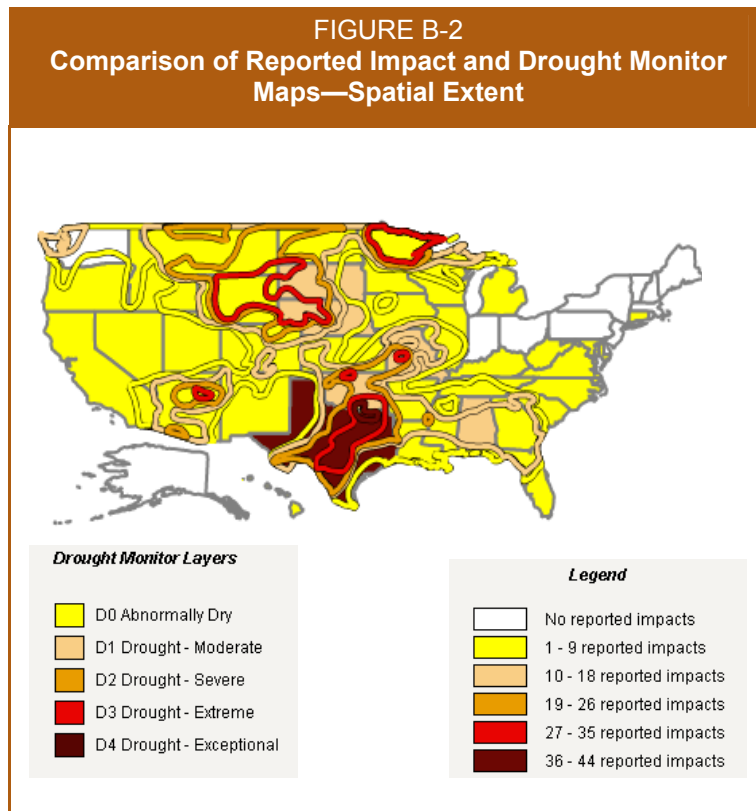 FIGURE B-2
Comparison of Reported Impact and Drought Monitor
Maps—Spatial Extent
Drought Monitor Layers
D0 Abnormally Dry
D1 Drought - Moderate
D2 Drought - Severe
D3 Drought - Extreme
D4 Drought - Exceptional
Legend
No reported impacts
1 - 9 reported impacts
10 - 18 reported impacts
19 - 26 reported impacts
27 - 35 reported impacts
36 - 44 reported impacts